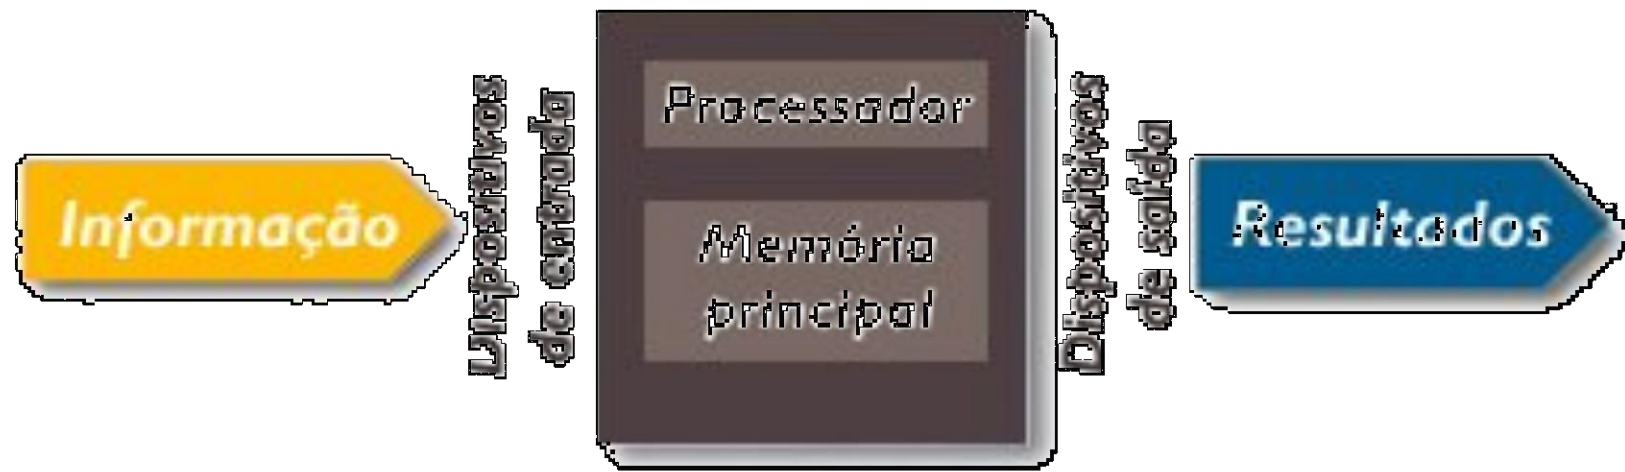 Informação
Dispositivos
de entrada
Processador
Memória
principal
Dispositivos
de saída
Resultados